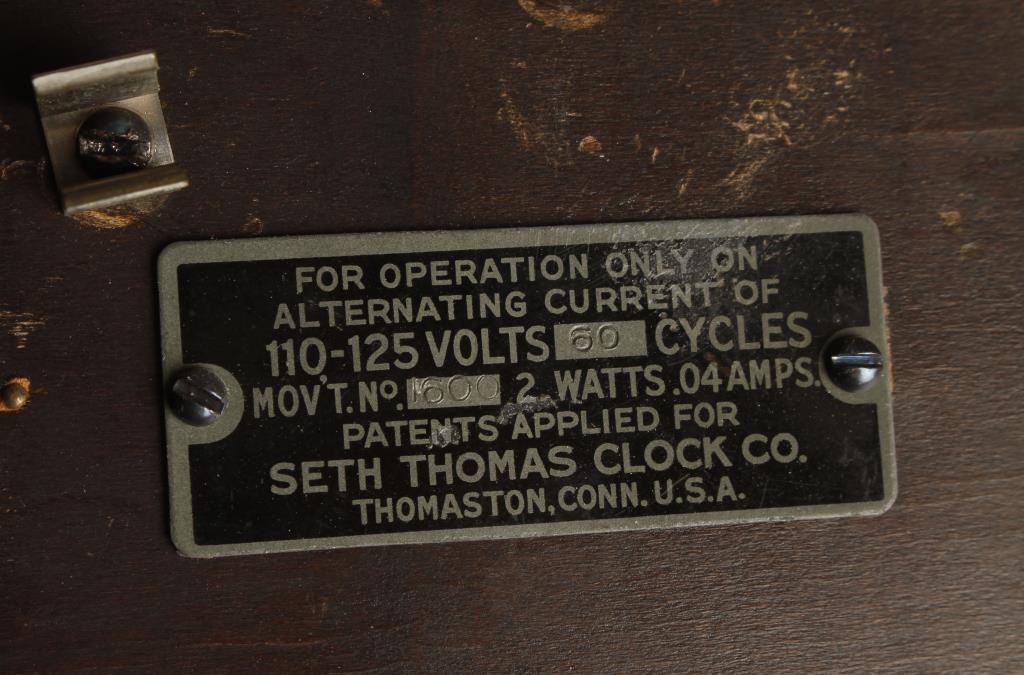 FOR OPERATION ONLY ON
ALTERNATING CURRENT OF
110-125 VOLTS 60 CYCLES
MOV'T. NO. 1600 2 WATTS .04 AMPS.
PATENTS APPLIED FOR
SETH THOMAS CLOCK CO.
THOMASTON, CONN. U.S.A.